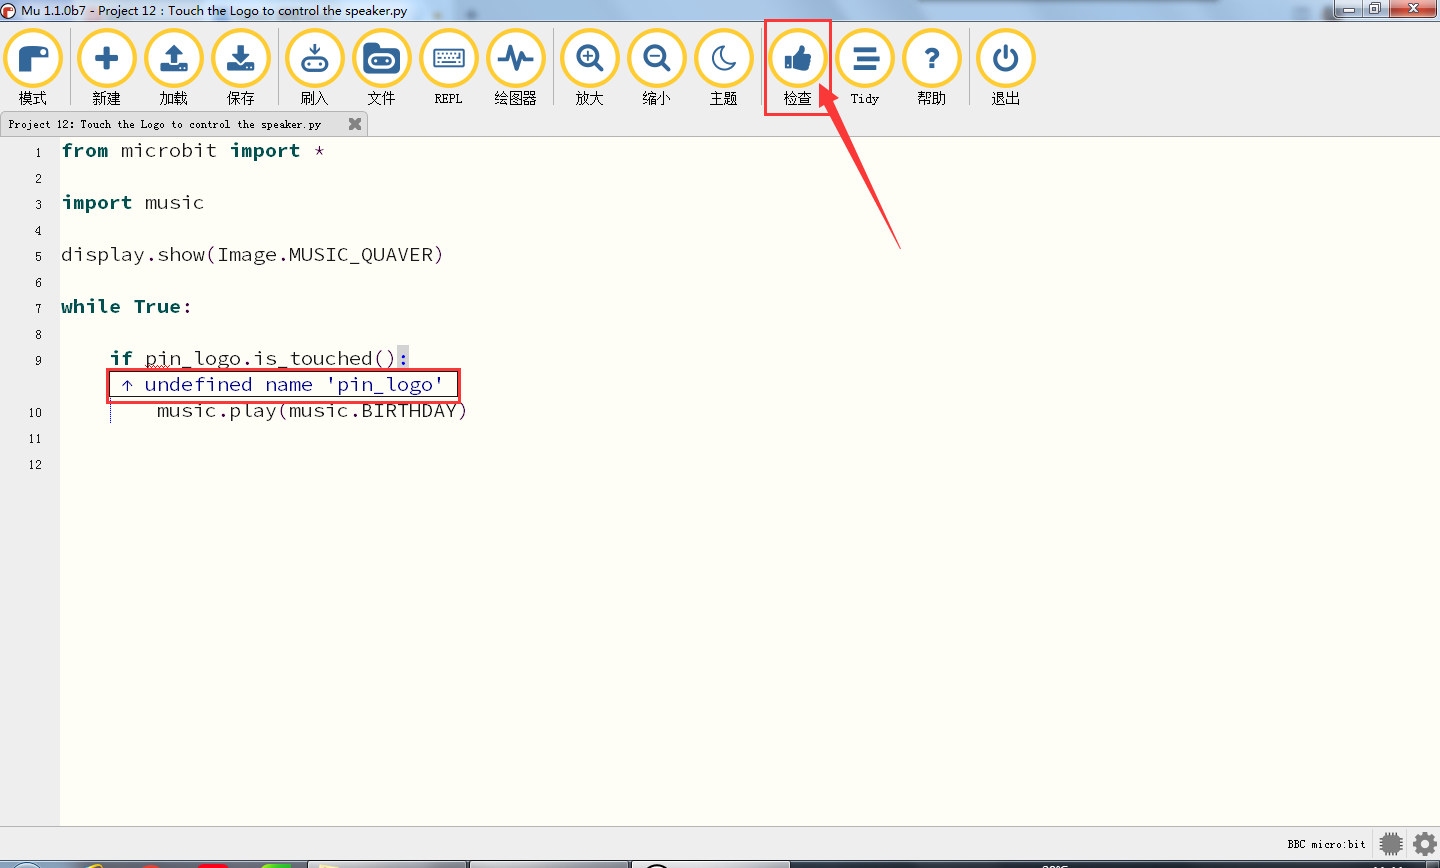 Mu 1.1.0b7 - Project 12 : Touch the Logo to control the speaker.py
模式 新建 加载 保存 刷入 文件 REPL 绘图器 放大 缩小 主题 检查 Tidy 帮助 退出
Project 12: Touch the Logo to control the speaker.py
1 from microbit import *
2
3 import music
4
5 display.show(Image.MUSIC_QUAVER)
6
7 while True:
8
9 if pin_logo.is_touched():
↑ undefined name 'pin_logo'
10 music.play(music.BIRTHDAY)
11
12
BBC micro:bit